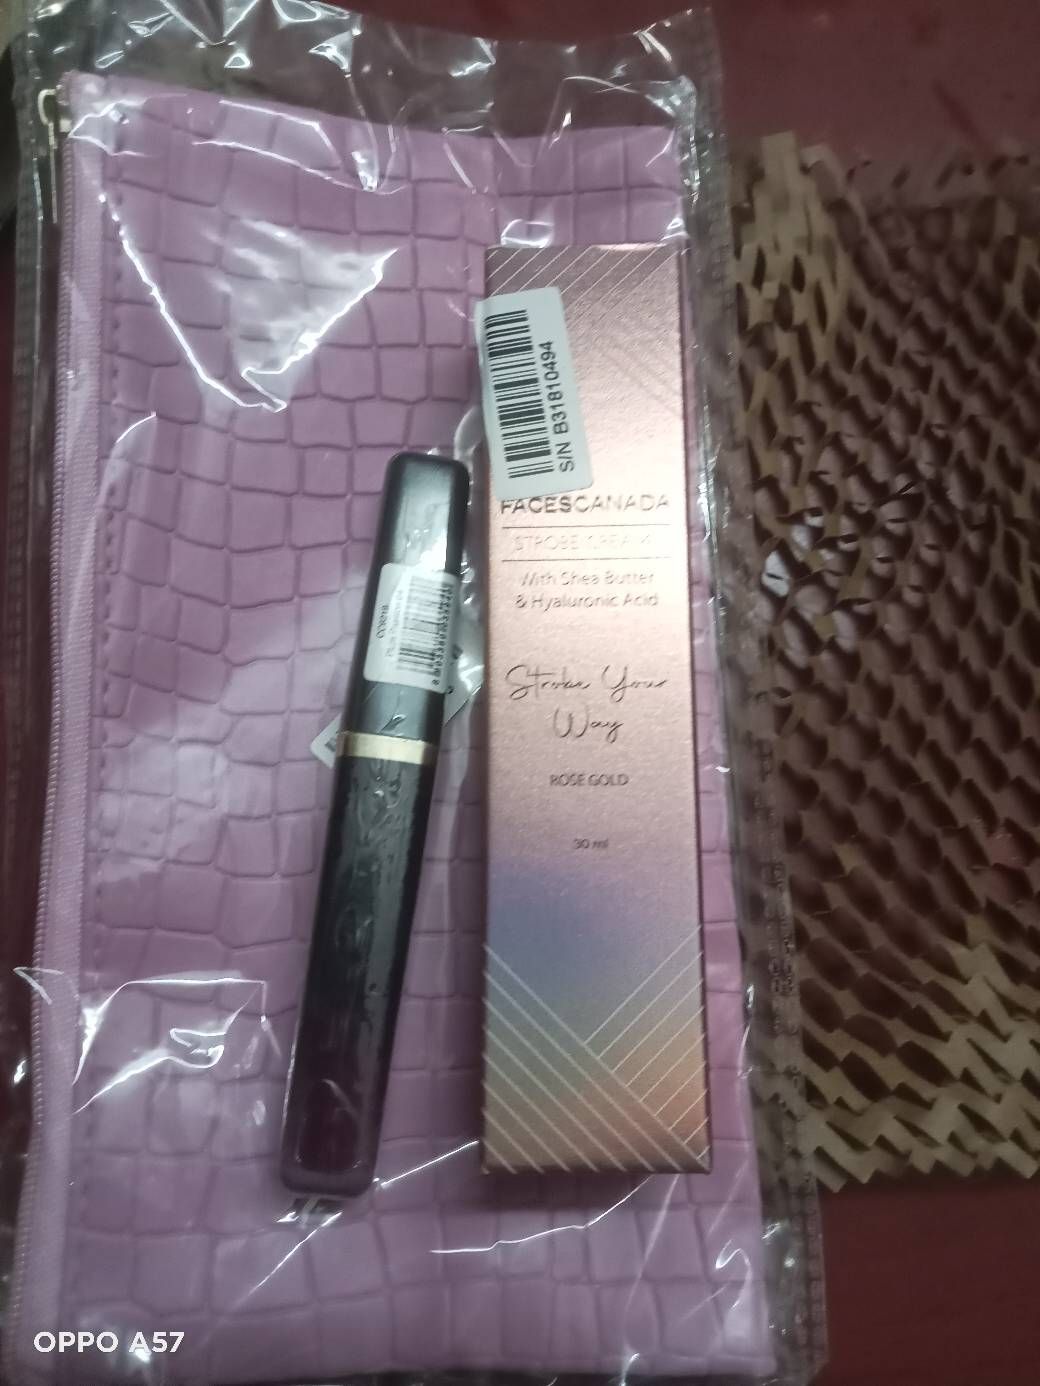 S/N B31810494
FACESCANADA
STROBE CREAM
With Shea Butter
& Hyaluronic Acid
Strobe Your
Way
ROSE GOLD
30 ml
OPPO A57